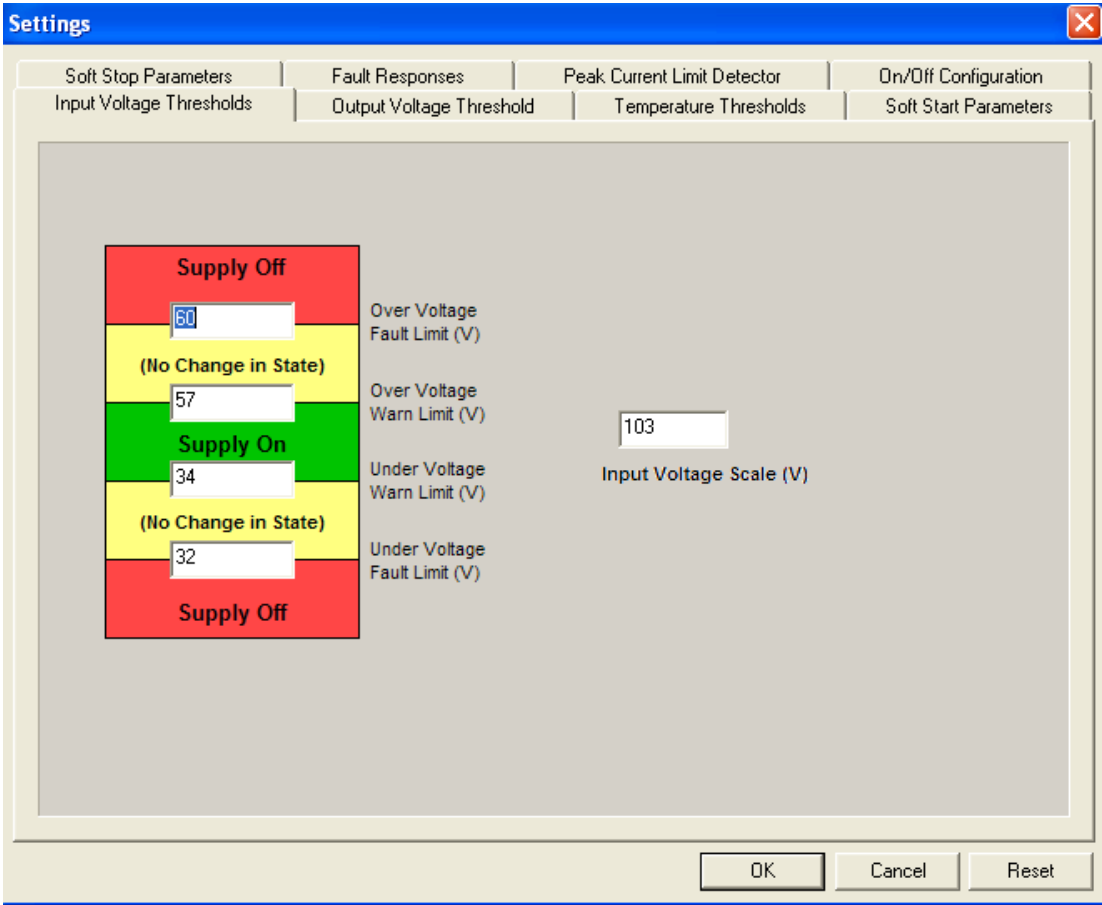 Settings
Soft Stop Parameters
Fault Responses
Peak Current Limit Detector
On/Off Configuration
Input Voltage Thresholds
Output Voltage Threshold
Temperature Thresholds
Soft Start Parameters
Supply Off
60
Over Voltage
Fault Limit (V)
(No Change in State)
57
Over Voltage
Warn Limit (V)
Supply On
34
Under Voltage
Warn Limit (V)
(No Change in State)
32
Under Voltage
Fault Limit (V)
Supply Off
103
Input Voltage Scale (V)
OK
Cancel
Reset